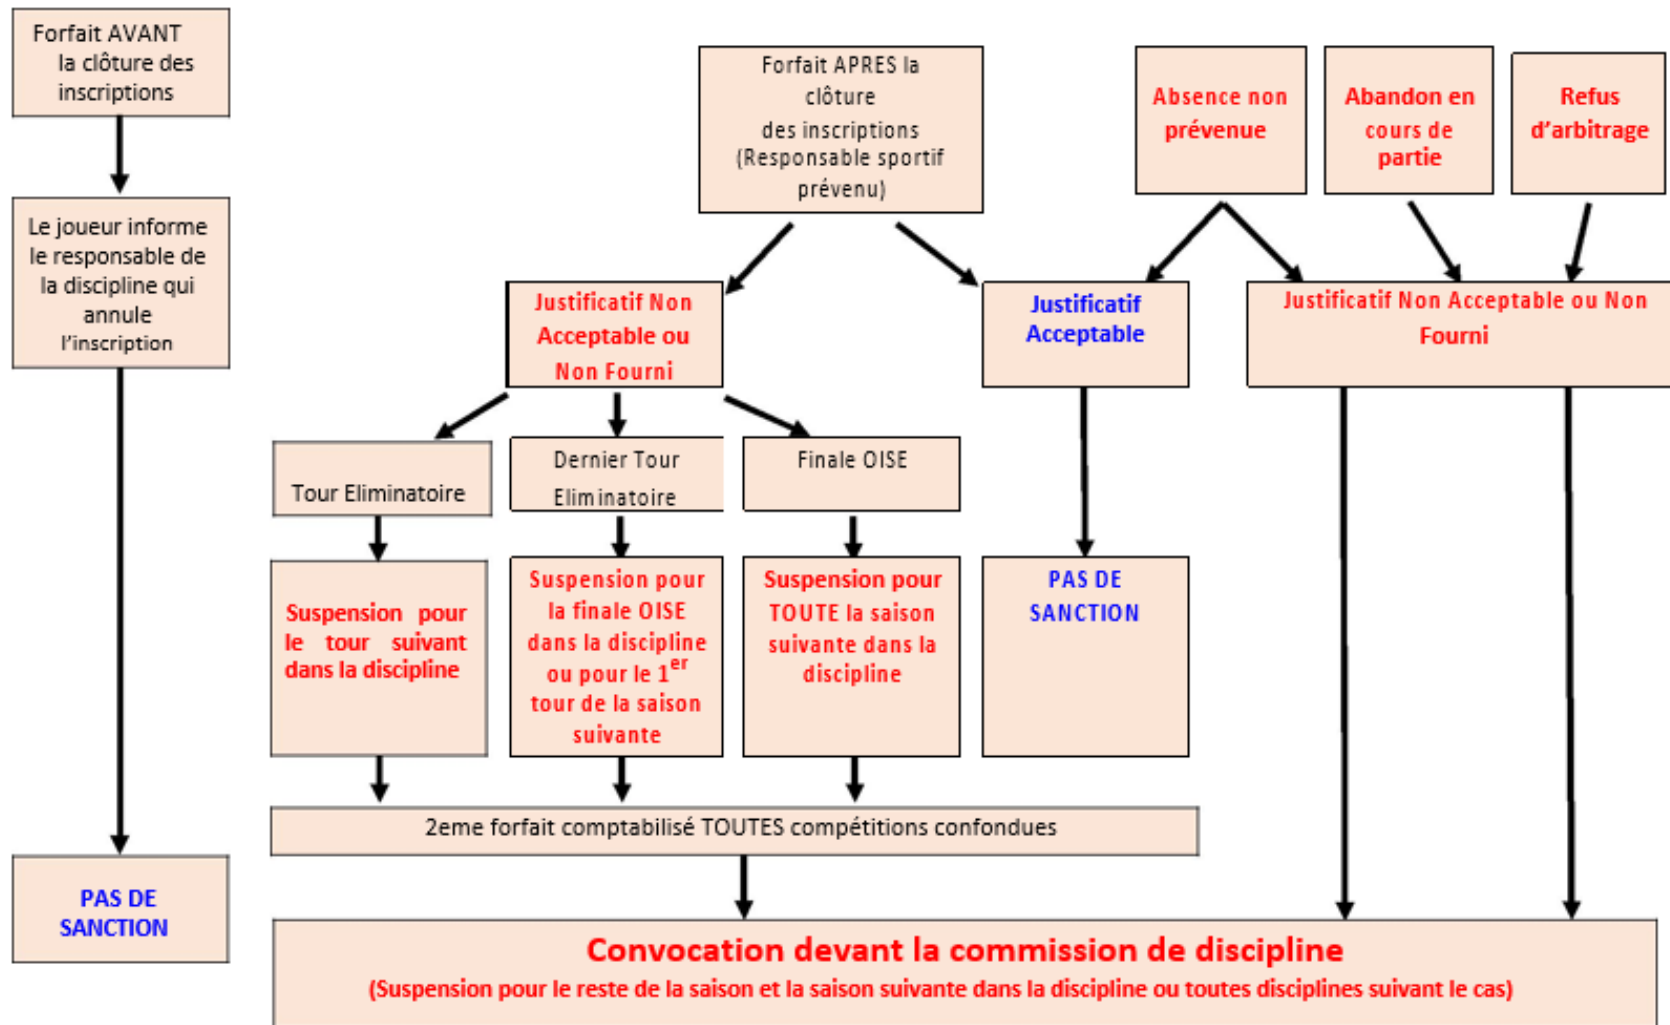 Forfait AVANT
la clôture des
inscriptions
Forfait APRES la
clôture
des inscriptions
(Responsable sportif
prévenu)
Absence non
prévenue
Abandon en
cours de
partie
Refus
d’arbitrage
Le joueur informe
le responsable de
la discipline qui
annule
l’inscription
Justificatif Non
Acceptable ou
Non Fourni
Justificatif
Acceptable
Justificatif Non Acceptable ou Non
Fourni
Tour Eliminatoire
Dernier Tour
Eliminatoire
Finale OISE
Suspension pour
le tour suivant
dans la discipline
Suspension pour
la finale OISE
dans la discipline
ou pour le 1er
tour de la saison
suivante
Suspension pour
TOUTE la saison
suivante dans la
discipline
PAS DE
SANCTION
2eme forfait comptabilisé TOUTES compétitions confondues
PAS DE
SANCTION
Convocation devant la commission de discipline
(Suspension pour le reste de la saison et la saison suivante dans la discipline ou toutes disciplines suivant le cas)